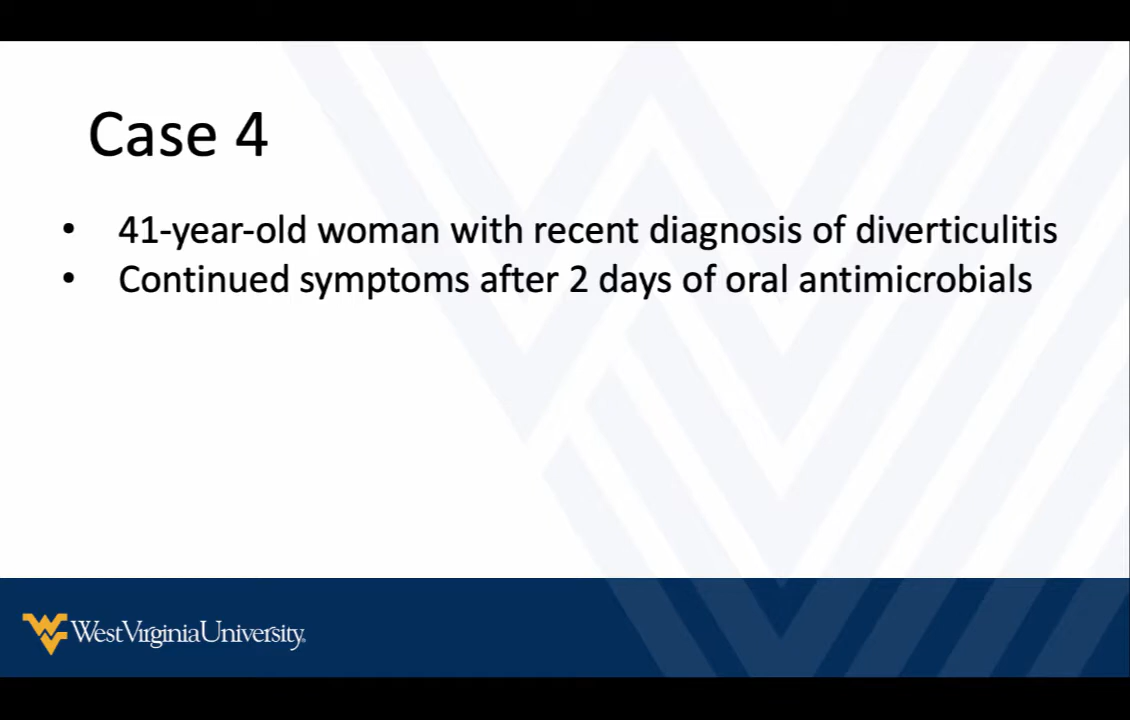 Case 4
• 41-year-old woman with recent diagnosis of diverticulitis
• Continued symptoms after 2 days of oral antimicrobials
WestVirginiaUniversity.